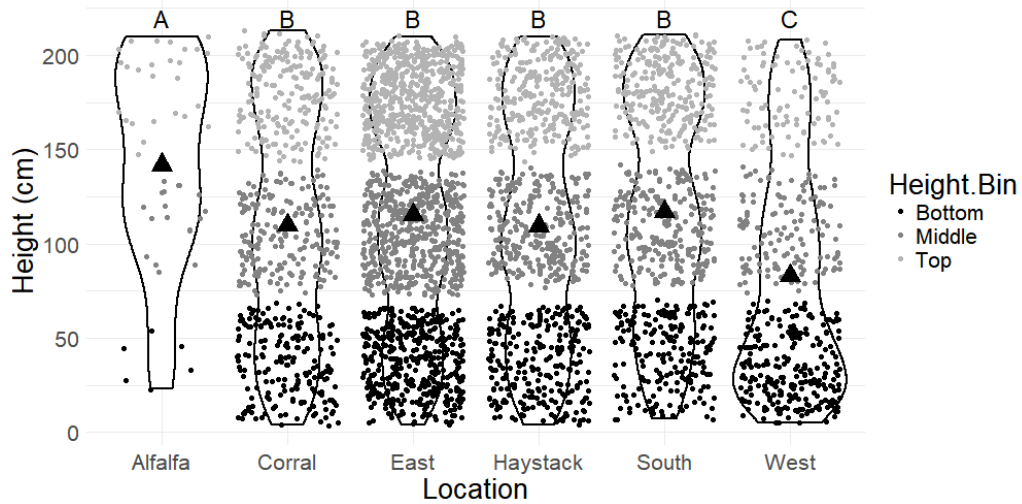 A B B B B C
200
150
100
50
0
Height (cm)
Alfalfa Corral East Haystack South West
Location
Height.Bin
Bottom
Middle
Top